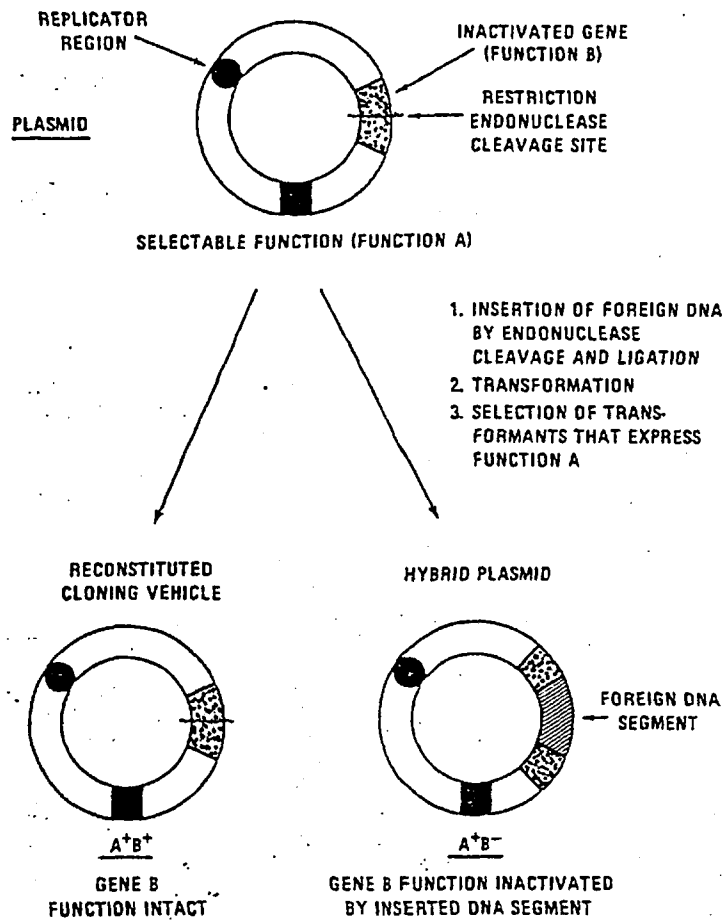 REPLICATOR
REGION
INACTIVATED GENE
(FUNCTION B)
RESTRICTION
ENDONUCLEASE
CLEAVAGE SITE
PLASMID
SELECTABLE FUNCTION (FUNCTION A)
1. INSERTION OF FOREIGN DNA
BY ENDONUCLEASE
CLEAVAGE AND LIGATION
2. TRANSFORMATION
3. SELECTION OF TRANS-
FORMANTS THAT EXPRESS
FUNCTION A
RECONSTITUTED
CLONING VEHICLE
HYBRID PLASMID
FOREIGN DNA
SEGMENT
A⁺B⁺
GENE B
FUNCTION INTACT
A⁺B⁻
GENE B FUNCTION INACTIVATED
BY INSERTED DNA SEGMENT